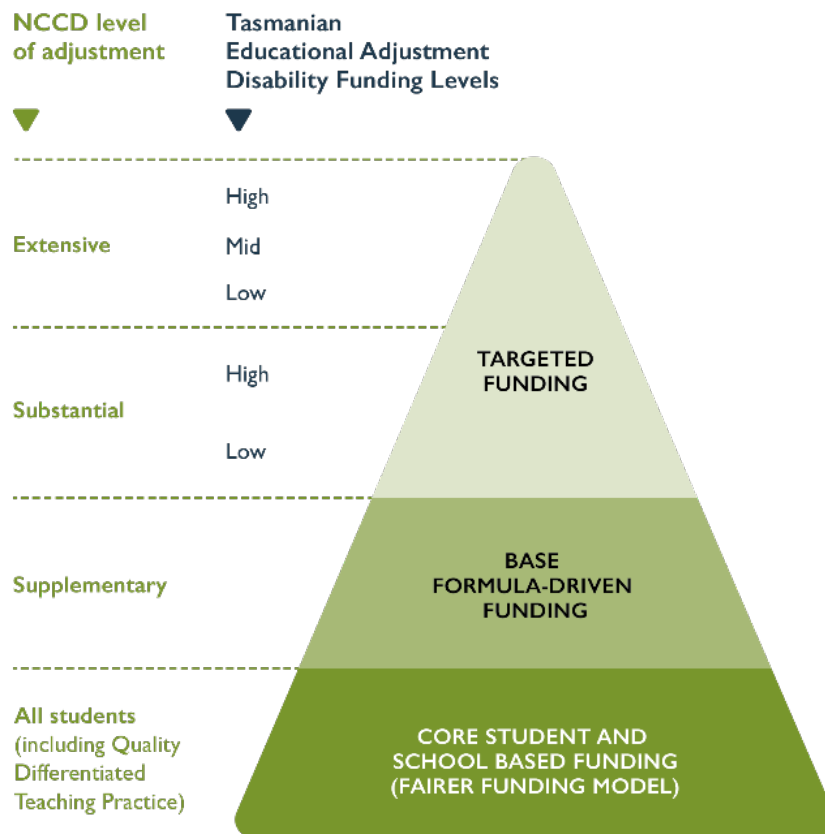 NCCD level
of adjustment
Tasmanian
Educational Adjustment
Disability Funding Levels
Extensive
High
Mid
Low
Substantial
High
Low
TARGETED
FUNDING
Supplementary
BASE
FORMULA-DRIVEN
FUNDING
All students
(including Quality
Differentiated
Teaching Practice)
CORE STUDENT AND
SCHOOL BASED FUNDING
(FAIRER FUNDING MODEL)